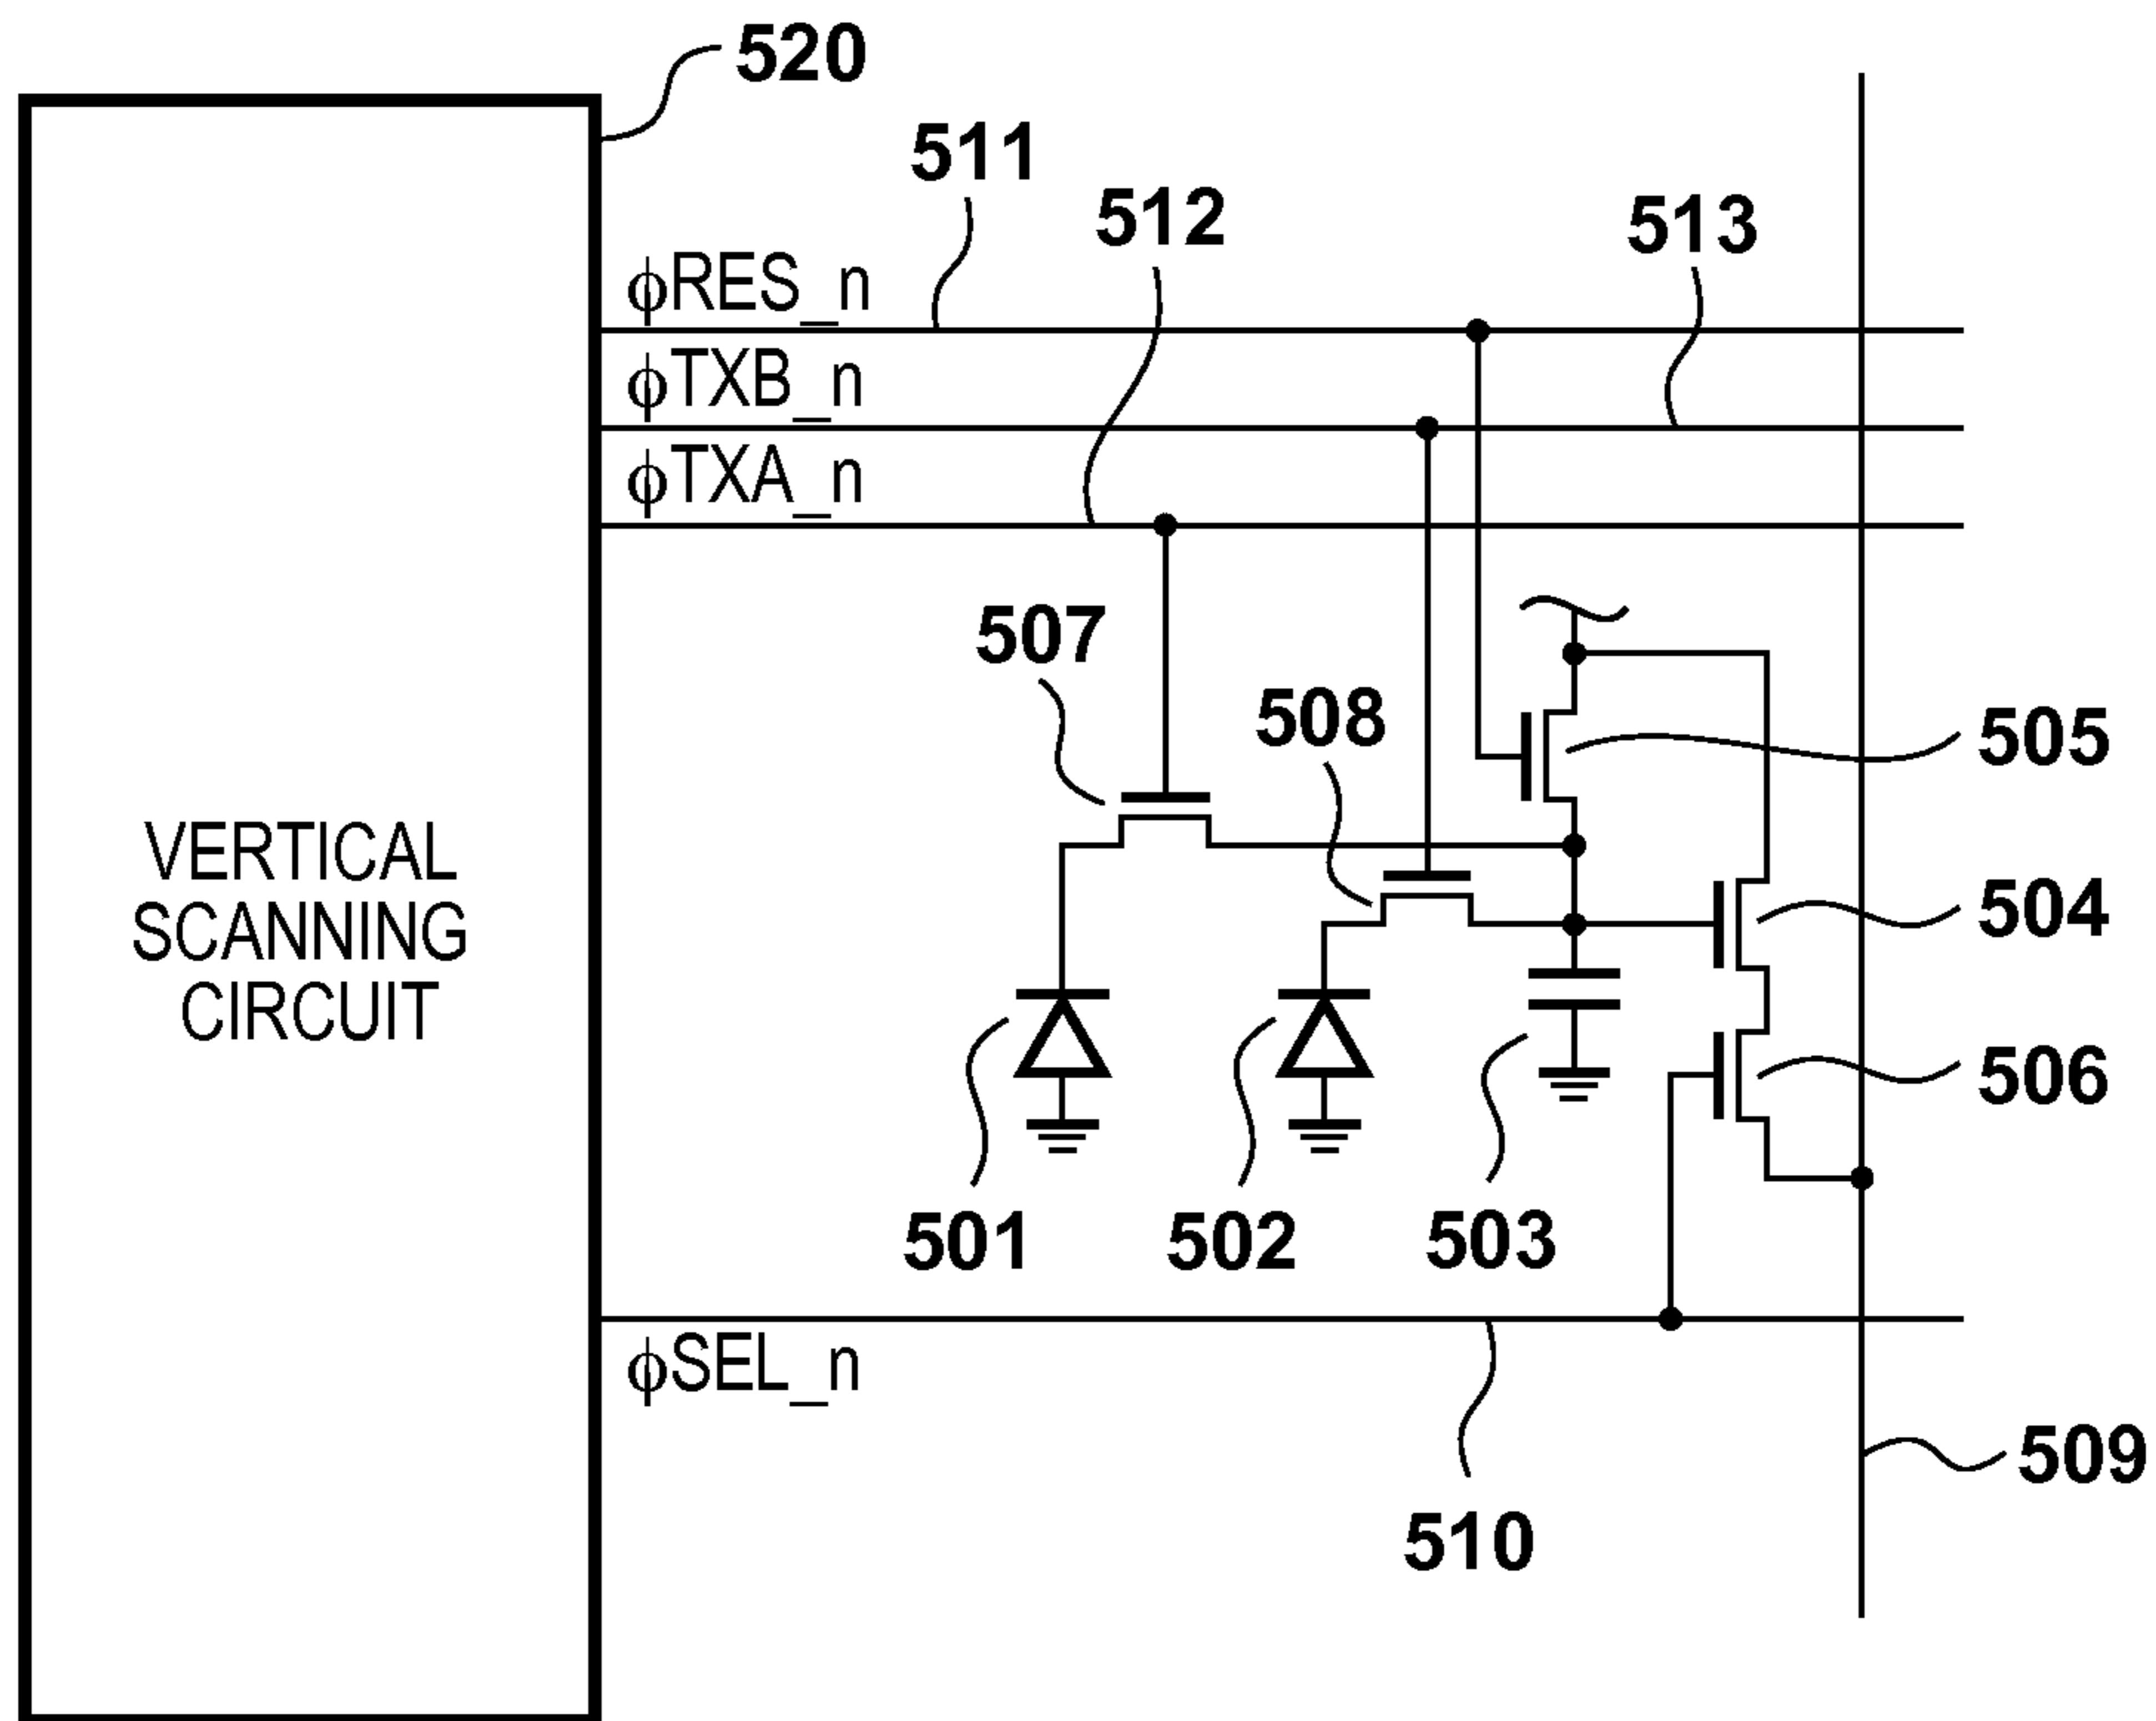 520
511
512
513
ϕRES_n
ϕTXB_n
ϕTXA_n
507
508
505
VERTICAL
SCANNING
CIRCUIT
504
506
501
502
503
ϕSEL_n
509
510